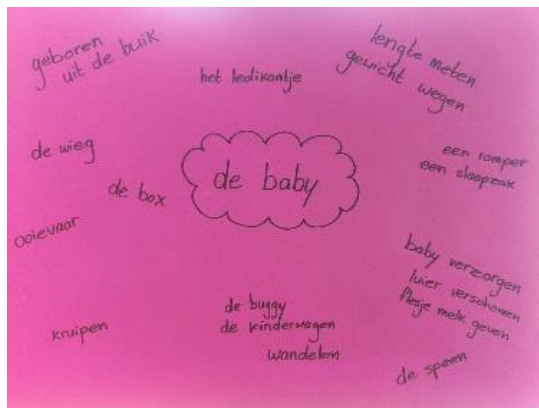 geboren
uit de buik
het ledikantje
lengte meten
gewicht wegen
de wieg
de box
de baby
een romper
een slaapzak
ooievaar
baby verzorgen
luier verschonen
flesje melk geven
kruipen
de buggy
de kinderwagen
wandelen
de speen